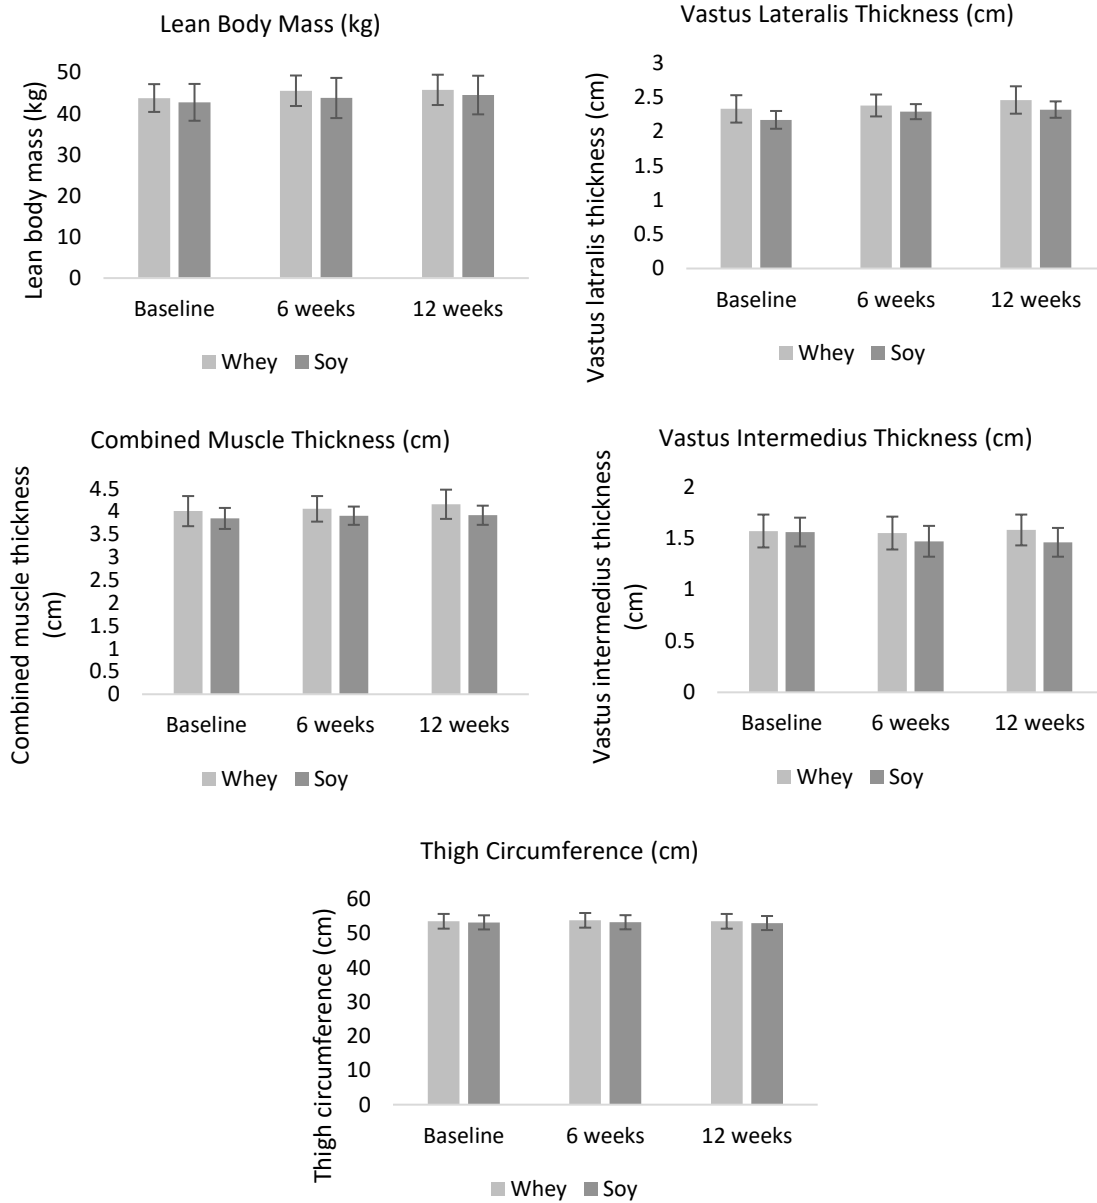 Lean Body Mass (kg)
Lean body mass (kg)
50
40
30
20
10
0
Baseline 6 weeks 12 weeks
Whey Soy
Vastus Lateralis Thickness (cm)
Vastus latralis thickness (cm)
3
2.5
2
1.5
1
0.5
0
Baseline 6 weeks 12 weeks
Whey Soy
Combined Muscle Thickness (cm)
Combined muscle thickness
(cm)
4.5
4
3.5
3
2.5
2
1.5
1
0.5
0
Baseline 6 weeks 12 weeks
Whey Soy
Vastus Intermedius Thickness (cm)
Vastus intermedius thickness
(cm)
2
1.5
1
0.5
0
Baseline 6 weeks 12 weeks
Whey Soy
Thigh Circumference (cm)
Thigh circumference (cm)
60
50
40
30
20
10
0
Baseline 6 weeks 12 weeks
Whey Soy